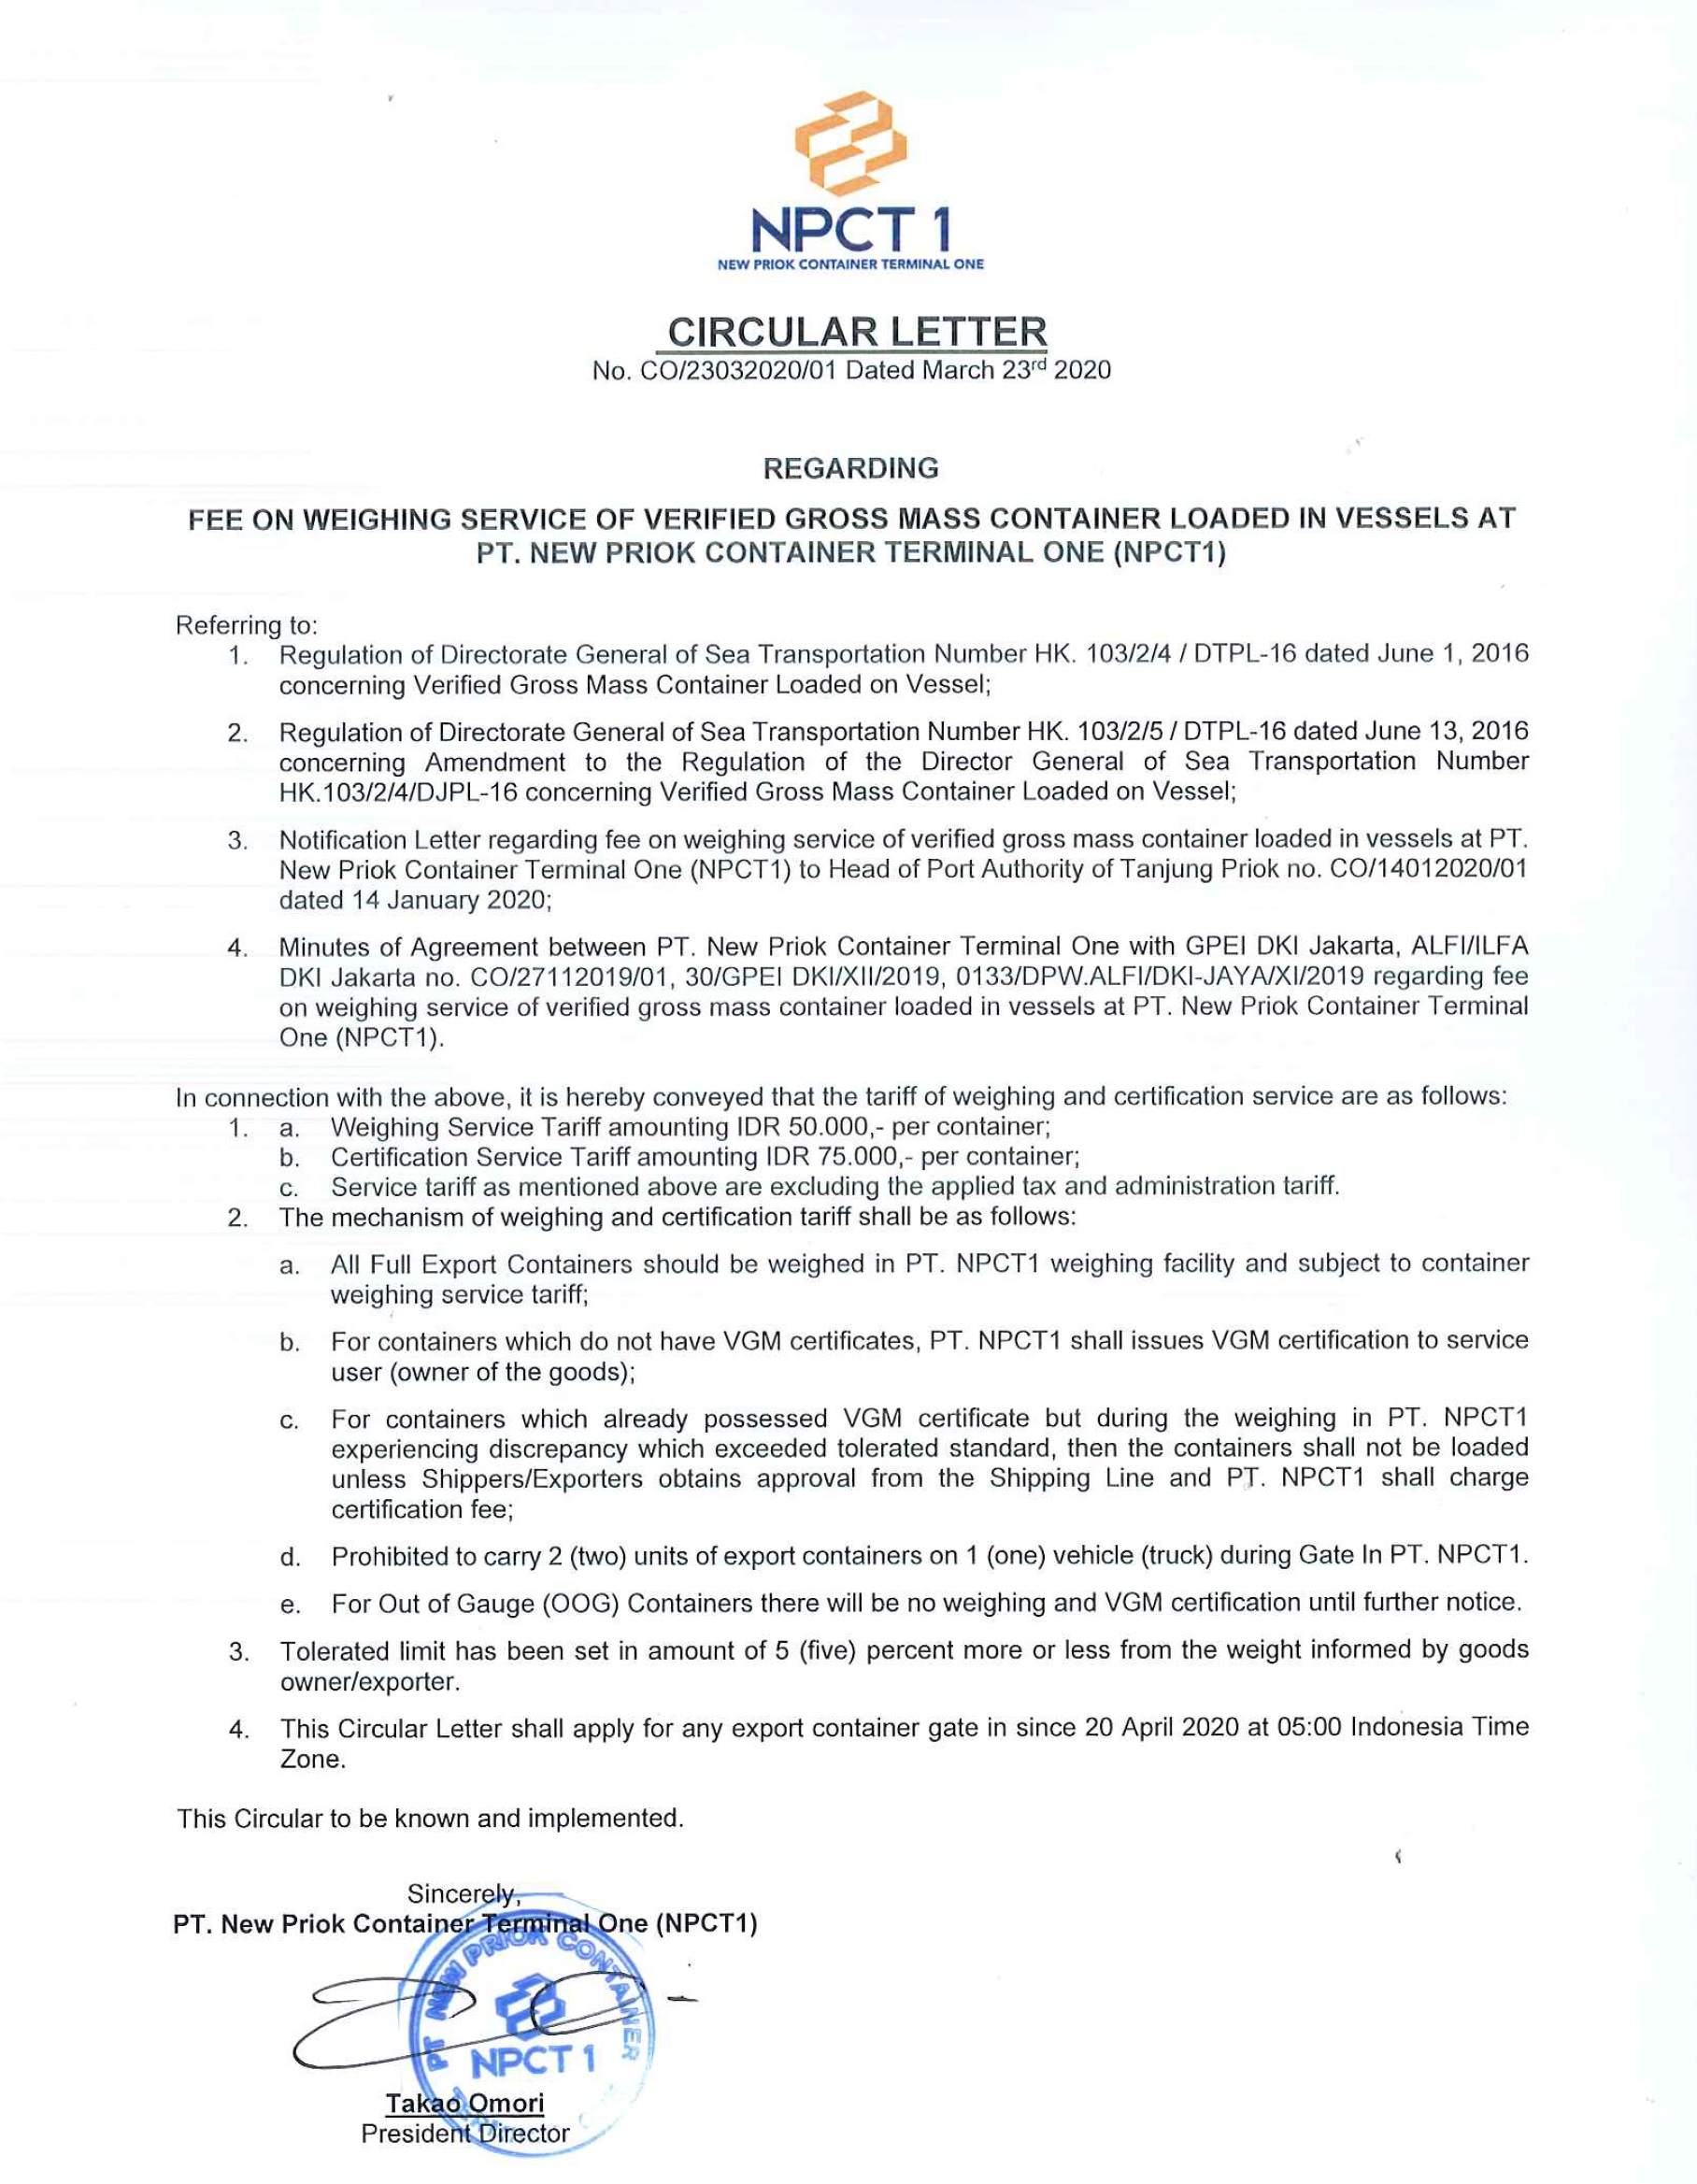 NPCT 1
NEW PRIOK CONTAINER TERMINAL ONE
CIRCULAR LETTER
No. CO/23032020/01 Dated March 23rd 2020
REGARDING
FEE ON WEIGHING SERVICE OF VERIFIED GROSS MASS CONTAINER LOADED IN VESSELS AT
PT. NEW PRIOK CONTAINER TERMINAL ONE (NPCT1)
Referring to:
1. Regulation of Directorate General of Sea Transportation Number HK. 103/2/4 / DTPL-16 dated June 1, 2016
concerning Verified Gross Mass Container Loaded on Vessel;
2. Regulation of Directorate General of Sea Transportation Number HK. 103/2/5 / DTPL-16 dated June 13, 2016
concerning Amendment to the Regulation of the Director General of Sea Transportation Number
HK.103/2/4/DJPL-16 concerning Verified Gross Mass Container Loaded on Vessel;
3. Notification Letter regarding fee on weighing service of verified gross mass container loaded in vessels at PT.
New Priok Container Terminal One (NPCT1) to Head of Port Authority of Tanjung Priok no. CO/14012020/01
dated 14 January 2020;
4. Minutes of Agreement between PT. New Priok Container Terminal One with GPEI DKI Jakarta, ALFI/ILFA
DKI Jakarta no. CO/27112019/01, 30/GPEI DKI/XII/2019, 0133/DPW.ALFI/DKI-JAYA/XI/2019 regarding fee
on weighing service of verified gross mass container loaded in vessels at PT. New Priok Container Terminal
One (NPCT1).
In connection with the above, it is hereby conveyed that the tariff of weighing and certification service are as follows:
1. a. Weighing Service Tariff amounting IDR 50.000,- per container;
b. Certification Service Tariff amounting IDR 75.000,- per container;
c. Service tariff as mentioned above are excluding the applied tax and administration tariff.
2. The mechanism of weighing and certification tariff shall be as follows:
a. All Full Export Containers should be weighed in PT. NPCT1 weighing facility and subject to container
weighing service tariff;
b. For containers which do not have VGM certificates, PT. NPCT1 shall issues VGM certification to service
user (owner of the goods);
c. For containers which already possessed VGM certificate but during the weighing in PT. NPCT1
experiencing discrepancy which exceeded tolerated standard, then the containers shall not be loaded
unless Shippers/Exporters obtains approval from the Shipping Line and PT. NPCT1 shall charge
certification fee;
d. Prohibited to carry 2 (two) units of export containers on 1 (one) vehicle (truck) during Gate In PT. NPCT1.
e. For Out of Gauge (OOG) Containers there will be no weighing and VGM certification until further notice.
3. Tolerated limit has been set in amount of 5 (five) percent more or less from the weight informed by goods
owner/exporter.
4. This Circular Letter shall apply for any export container gate in since 20 April 2020 at 05:00 Indonesia Time
Zone.
This Circular to be known and implemented.
Sincerely,
PT. New Priok Container Terminal One (NPCT1)
PT NEW PRIOK CONTAINER
NPCT 1
Takao Omori
President Director